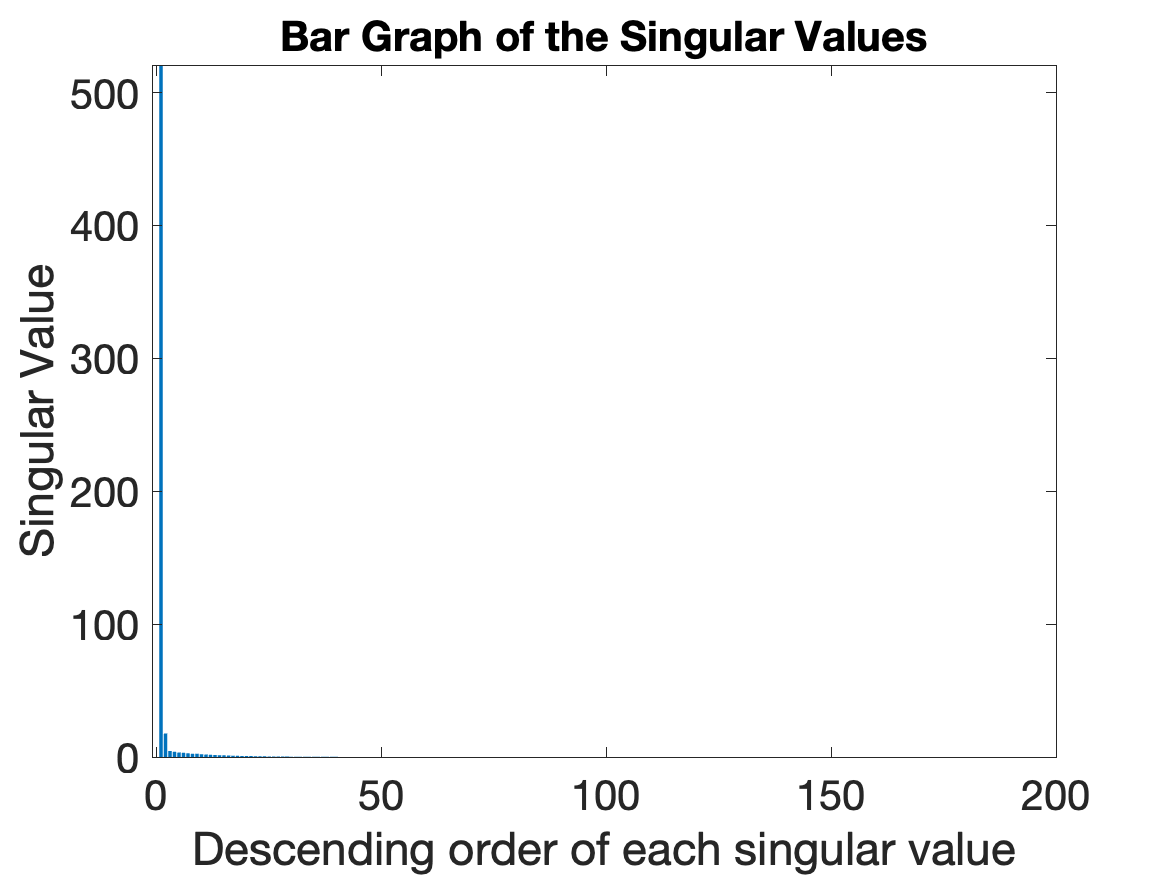 Bar Graph of the Singular Values
500
400
300
200
100
0
Singular Value
0 50 100 150 200
Descending order of each singular value